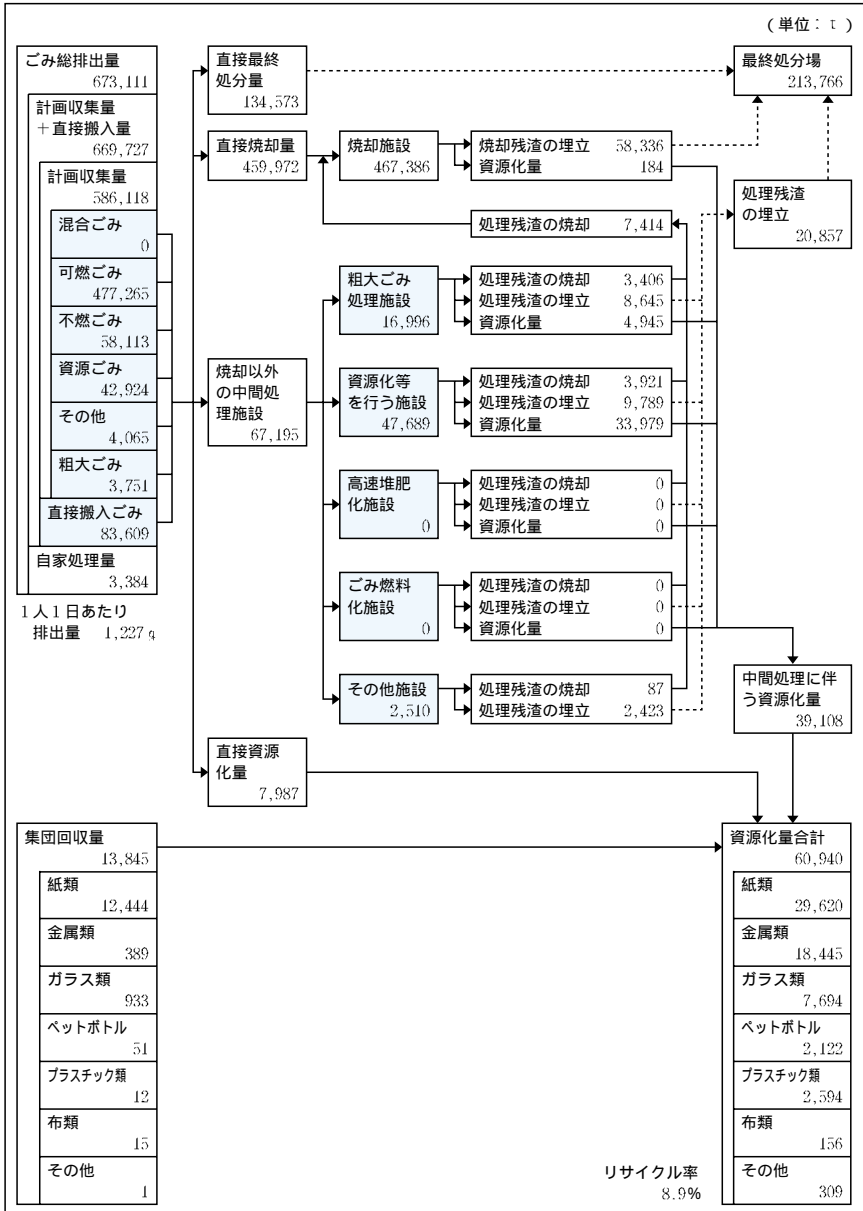 （単位：ｔ）
ごみ総排出量
673,111
計画収集量
＋直接搬入量
669,727
計画収集量
586,118
混合ごみ
0
可燃ごみ
477,265
不燃ごみ
58,113
資源ごみ
42,924
その他
4,065
粗大ごみ
3,751
直接搬入ごみ
83,609
自家処理量
3,384
１人１日あたり
排出量　1,227ｇ
直接最終
処分量
134,573
直接焼却量
459,972
焼却以外
の中間処
理施設
67,195
直接資源
化量
7,987
焼却施設
467,386
焼却残渣の埋立　58,336
資源化量　184
処理残渣の焼却　7,414
粗大ごみ
処理施設
16,996
処理残渣の焼却　3,406
処理残渣の埋立　8,645
資源化量　4,945
資源化等
を行う施設
47,689
処理残渣の焼却　3,921
処理残渣の埋立　9,789
資源化量　33,979
高速堆肥
化施設
0
処理残渣の焼却　0
処理残渣の埋立　0
資源化量　0
ごみ燃料
化施設
0
処理残渣の焼却　0
処理残渣の埋立　0
資源化量　0
その他施設
2,510
処理残渣の焼却　87
処理残渣の埋立　2,423
最終処分場
213,766
処理残渣
の埋立
20,857
中間処理に伴
う資源化量
39,108
集団回収量
13,845
紙類
12,444
金属類
389
ガラス類
933
ペットボトル
51
プラスチック類
12
布類
15
その他
1
資源化量合計
60,940
紙類
29,620
金属類
18,445
ガラス類
7,694
ペットボトル
2,122
プラスチック類
2,594
布類
156
その他
309
リサイクル率
8.9%